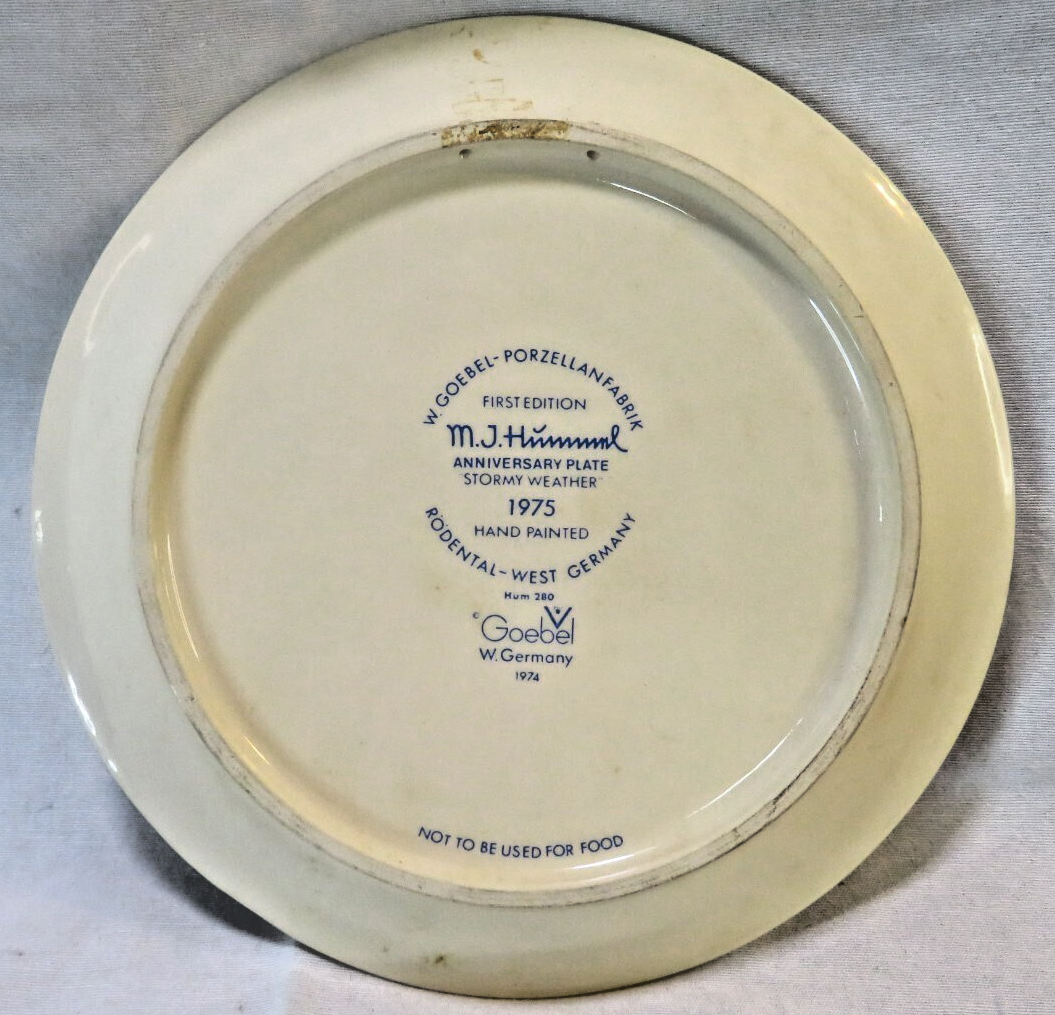 W. GOEBEL-PORZELLANFABRIK
FIRST EDITION
M.J.Hummel
ANNIVERSARY PLATE
STORMY WEATHER™
1975
HAND PAINTED
RÖDENTAL-WEST GERMANY
Hum 280
© Goebel
W.Germany
1974
NOT TO BE USED FOR FOOD